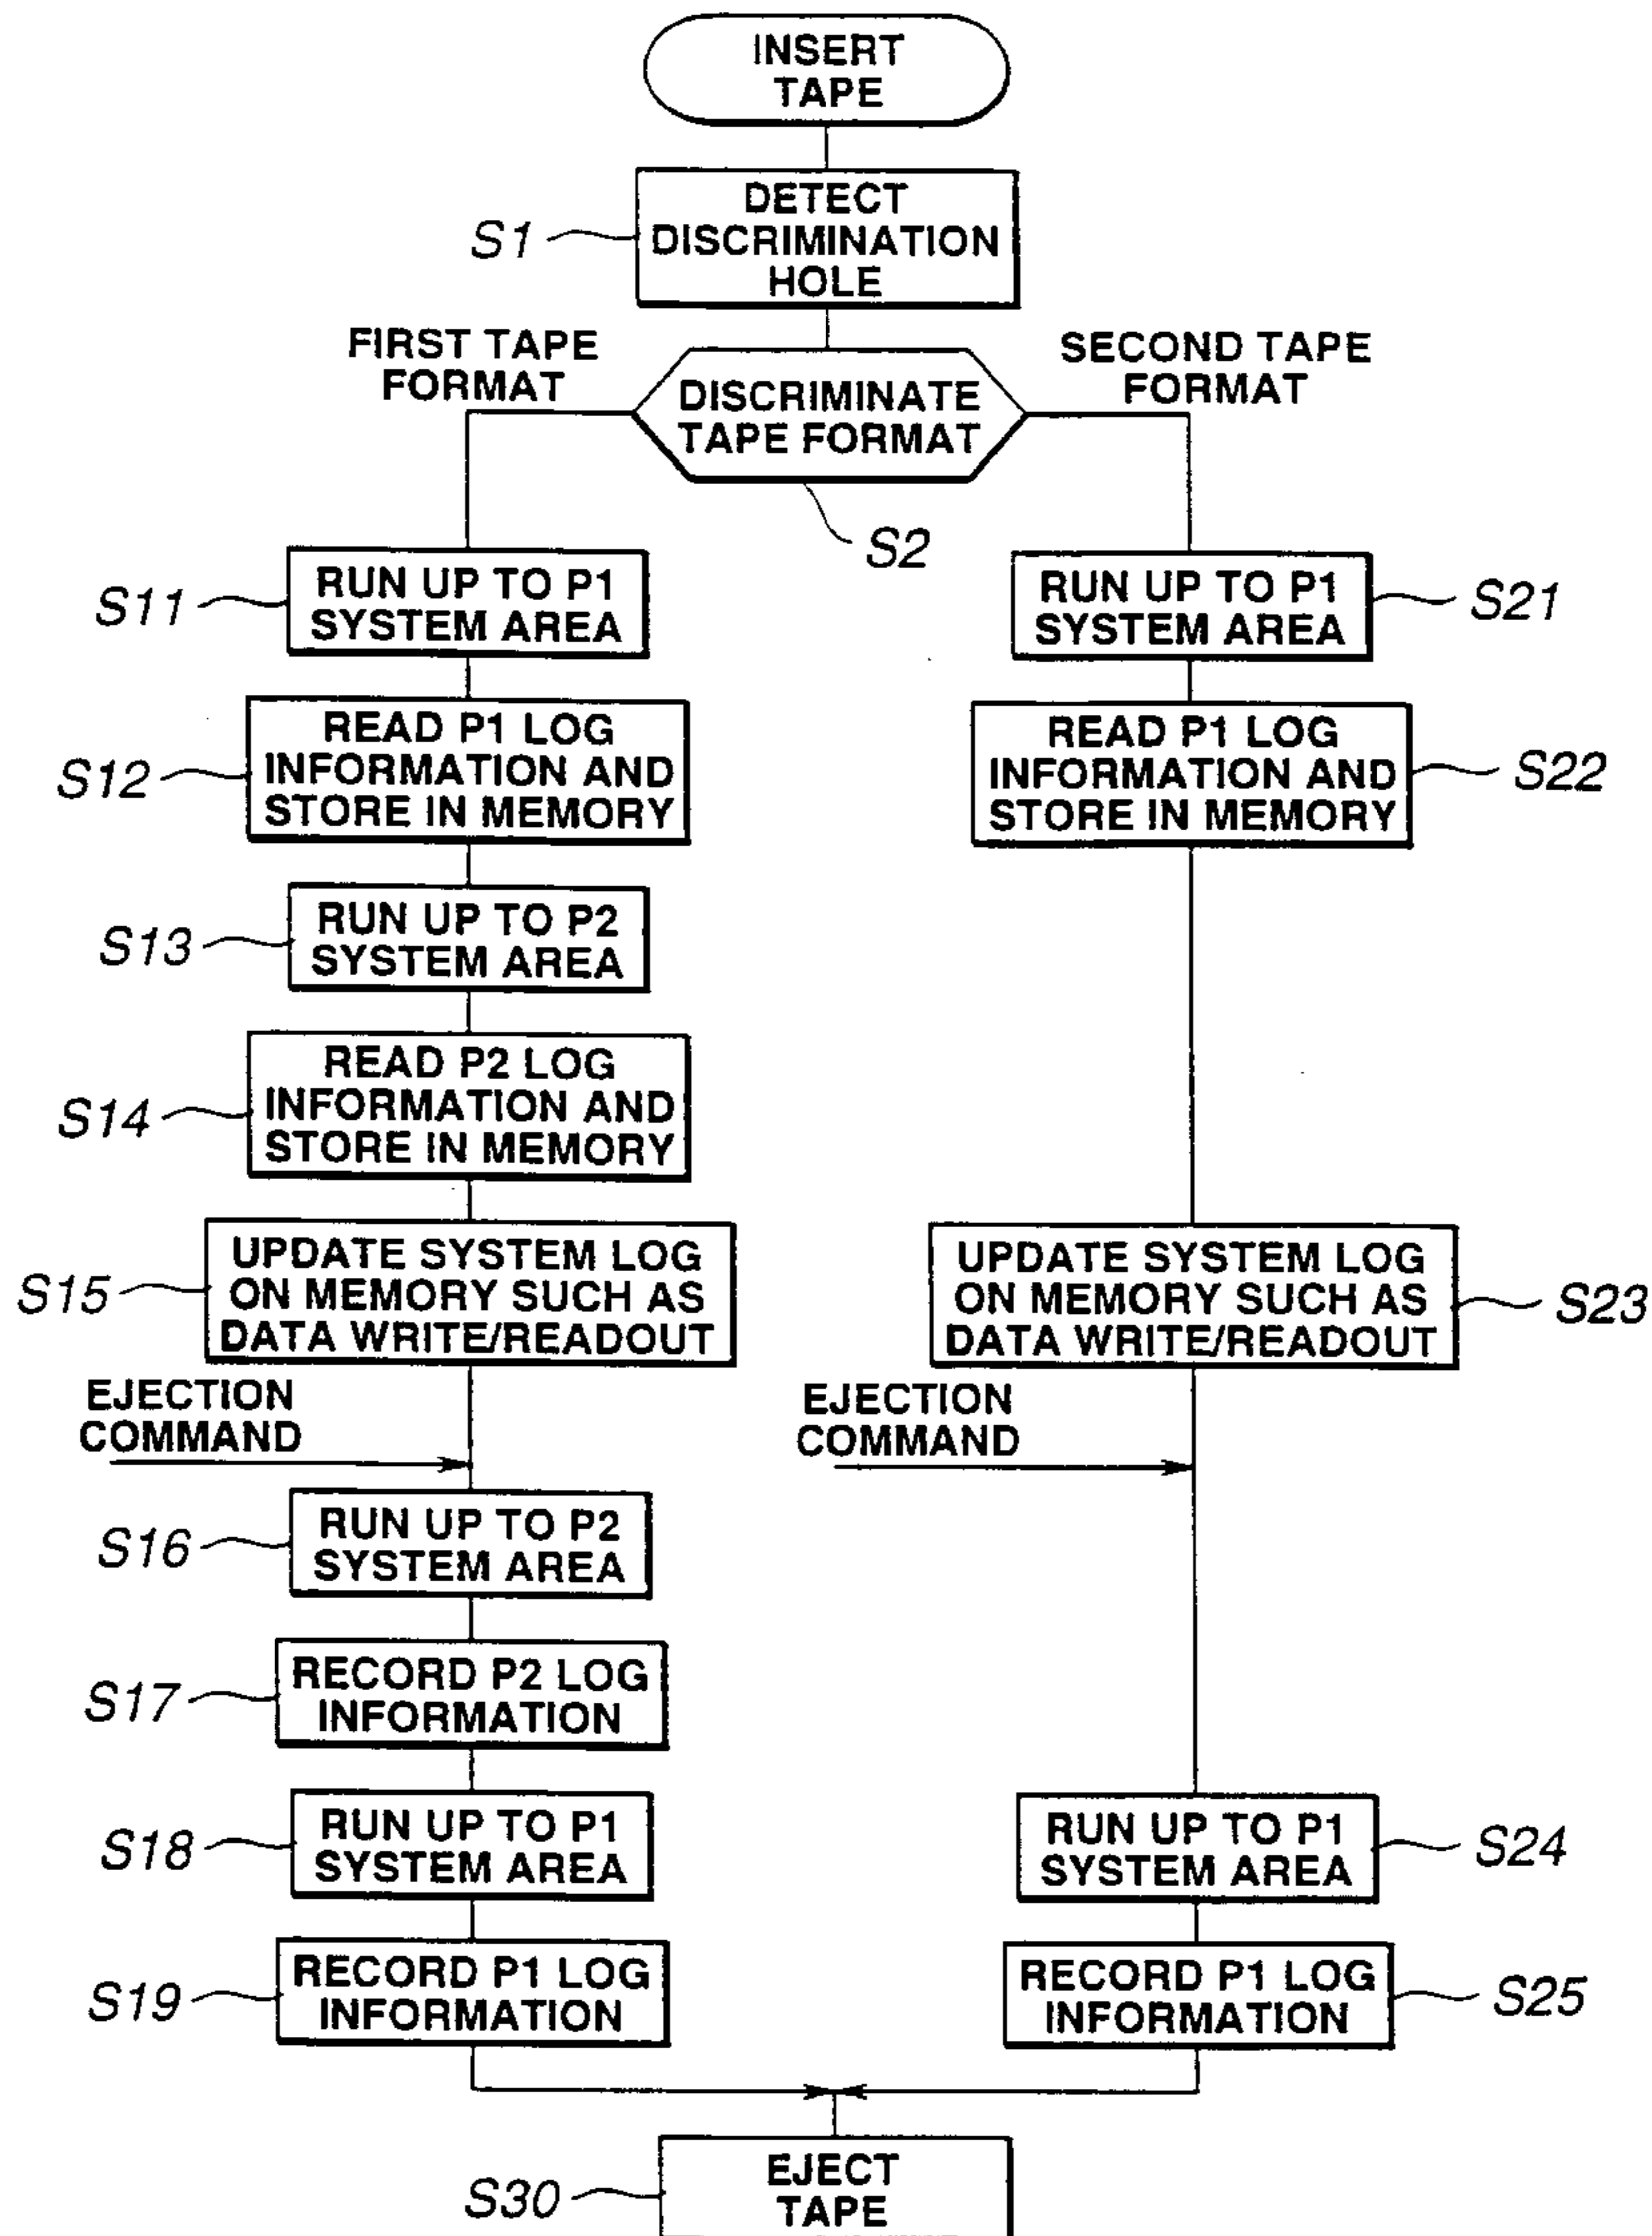 INSERT
TAPE
S1
DETECT
DISCRIMINATION
HOLE
FIRST TAPE
FORMAT
SECOND TAPE
FORMAT
DISCRIMINATE
TAPE FORMAT
S2
S11
RUN UP TO P1
SYSTEM AREA
S12
READ P1 LOG
INFORMATION AND
STORE IN MEMORY
S13
RUN UP TO P2
SYSTEM AREA
S14
READ P2 LOG
INFORMATION AND
STORE IN MEMORY
S15
UPDATE SYSTEM LOG
ON MEMORY SUCH AS
DATA WRITE/READOUT
EJECTION
COMMAND
S16
RUN UP TO P2
SYSTEM AREA
S17
RECORD P2 LOG
INFORMATION
S18
RUN UP TO P1
SYSTEM AREA
S19
RECORD P1 LOG
INFORMATION
RUN UP TO P1
SYSTEM AREA
S21
READ P1 LOG
INFORMATION AND
STORE IN MEMORY
S22
UPDATE SYSTEM LOG
ON MEMORY SUCH AS
DATA WRITE/READOUT
S23
EJECTION
COMMAND
RUN UP TO P1
SYSTEM AREA
S24
RECORD P1 LOG
INFORMATION
S25
S30
EJECT
TAPE